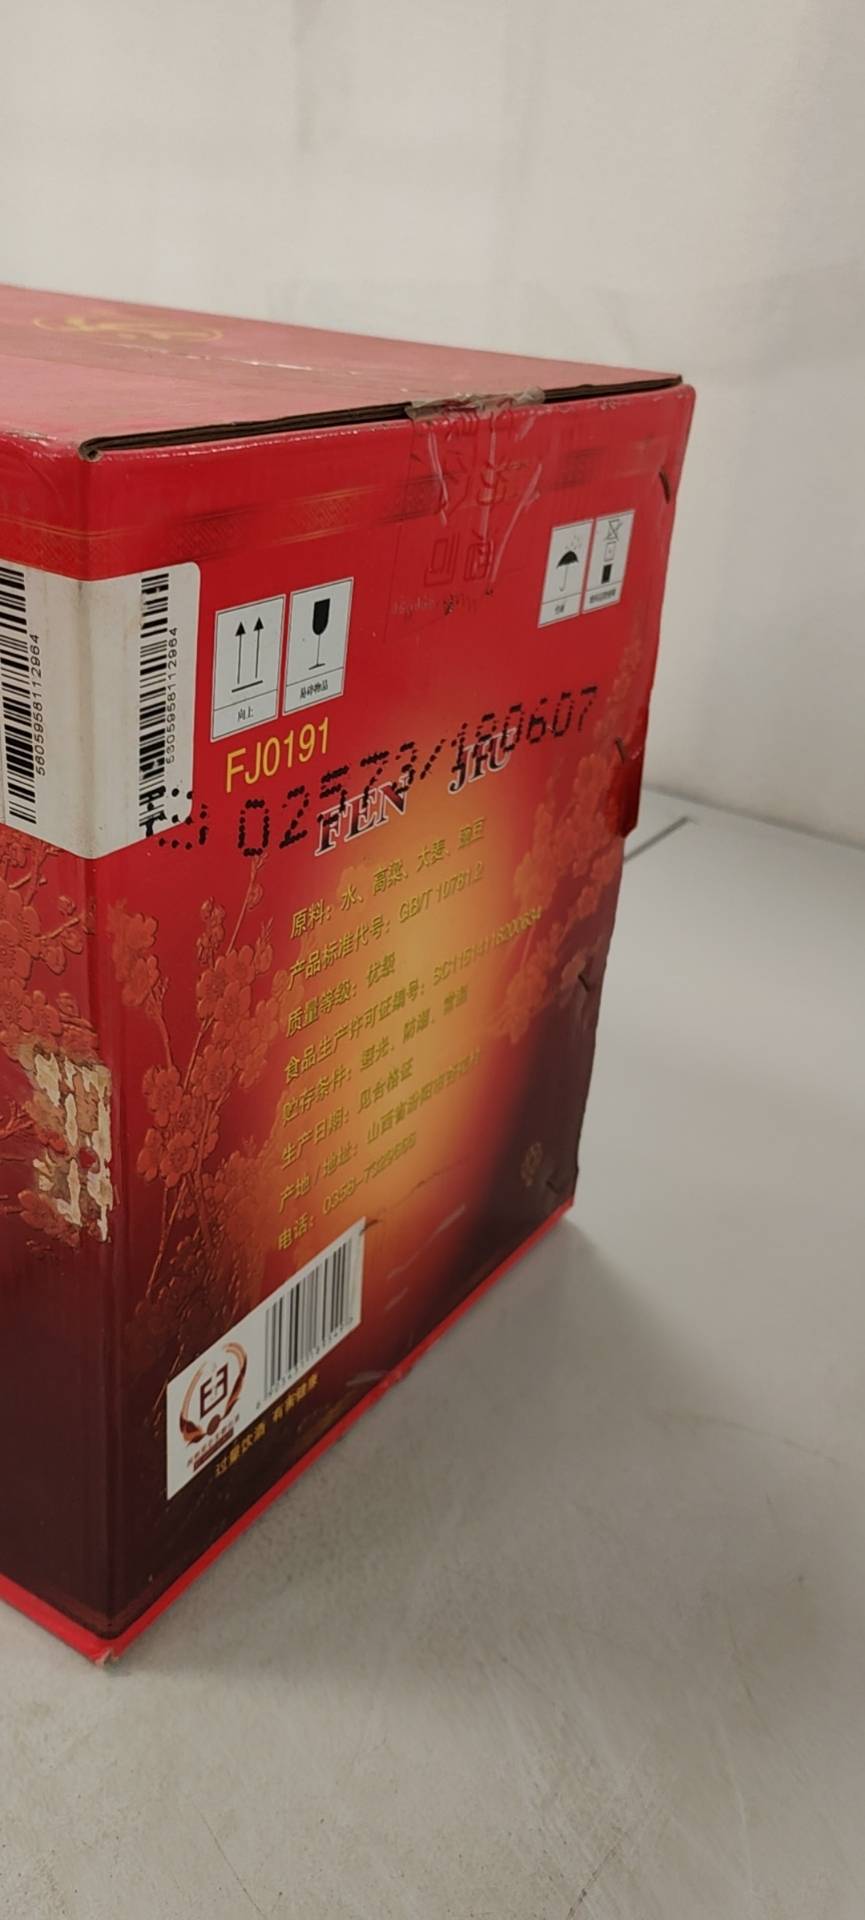 5605958112964
5605958112964
向上
易碎物品
FJ0191
02573/180607
FEN JIU
原料：水、高粱、大麦、豌豆
产品标准代号：GB/T 10781.2
质量等级：优级
食品生产许可证编号：SC11514118200634
贮存条件：避光、防潮、常温
生产日期：见合格证
产地/地址：山西省汾阳市杏花村
电话：0358-7329555
过量饮酒 有害健康